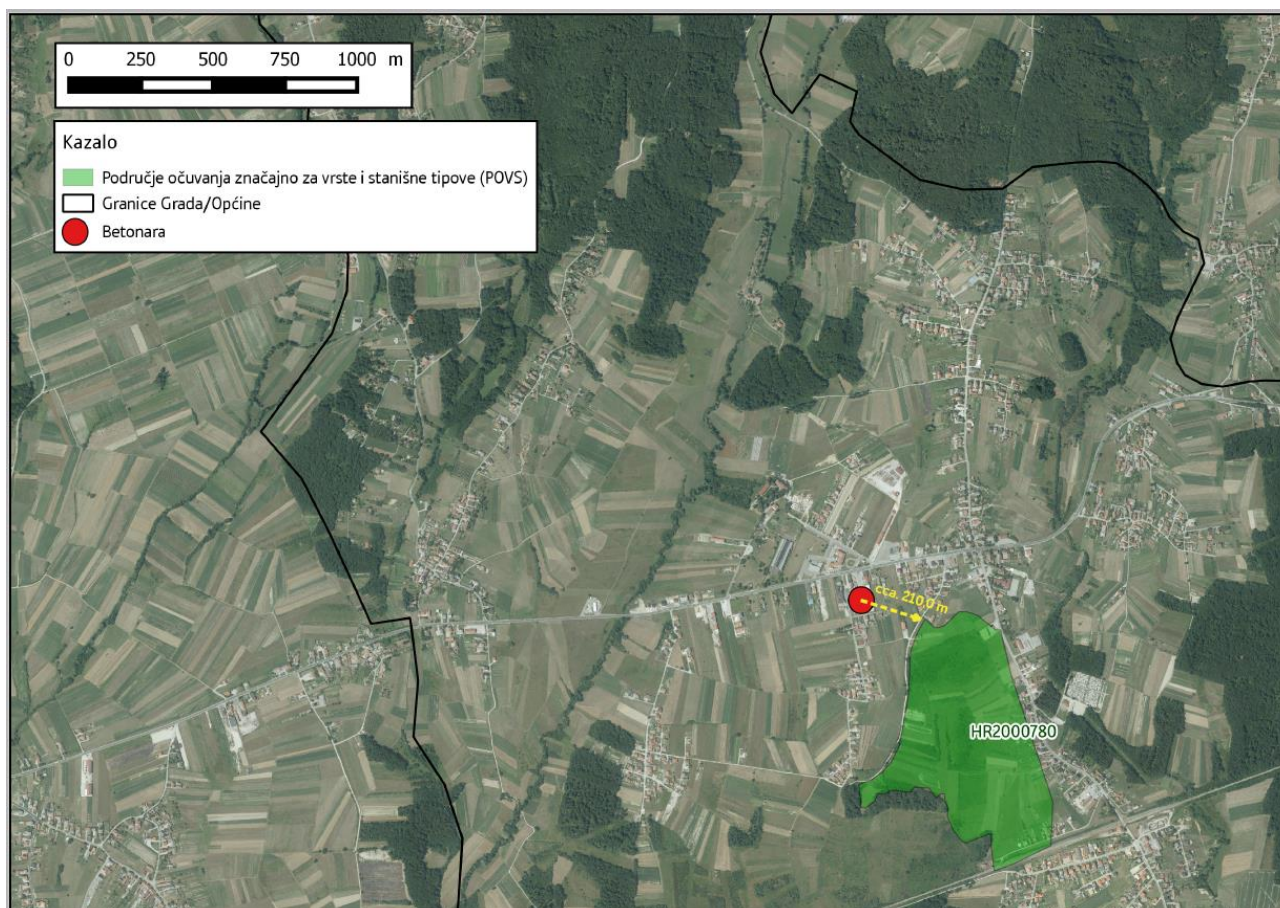 0 250 500 750 1000 m
Kazalo
Područje očuvanja značajno za vrste i stanišne tipove (POVS)
Granice Grada/Općine
Betonara
cca. 210,0 m
HR2000780